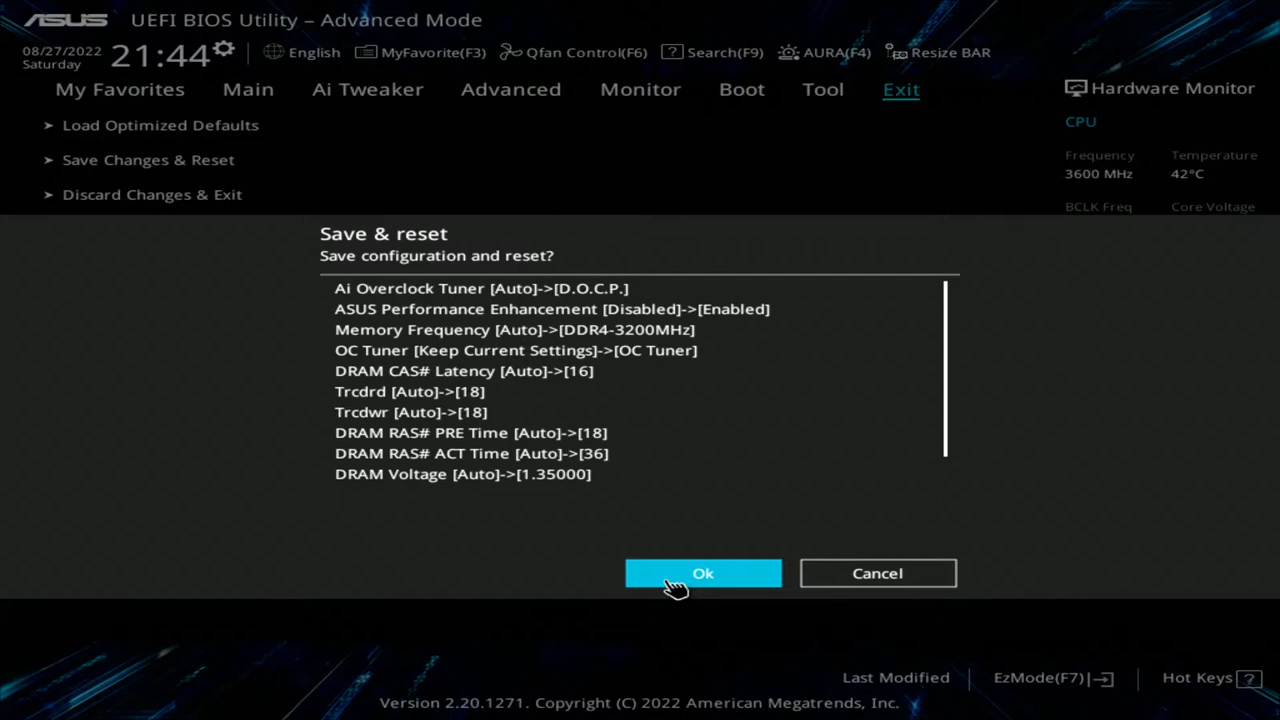 ASUS UEFI BIOS Utility – Advanced Mode
08/27/2022
Saturday
21:44
English
MyFavorite(F3)
Qfan Control(F6)
? Search(F9)
AURA(F4)
Resize BAR
My Favorites
Main
Ai Tweaker
Advanced
Monitor
Boot
Tool
Exit
Hardware Monitor
Load Optimized Defaults
Save Changes & Reset
Discard Changes & Exit
CPU
Frequency
Temperature
3600 MHz
42°C
BCLK Freq
Core Voltage
Save & reset
Save configuration and reset?
Ai Overclock Tuner [Auto]->[D.O.C.P.]
ASUS Performance Enhancement [Disabled]->[Enabled]
Memory Frequency [Auto]->[DDR4-3200MHz]
OC Tuner [Keep Current Settings]->[OC Tuner]
DRAM CAS# Latency [Auto]->[16]
Trcdrd [Auto]->[18]
Trcdwr [Auto]->[18]
DRAM RAS# PRE Time [Auto]->[18]
DRAM RAS# ACT Time [Auto]->[36]
DRAM Voltage [Auto]->[1.35000]
Ok
Cancel
Last Modified
EzMode(F7)
Hot Keys ?
Version 2.20.1271. Copyright (C) 2022 American Megatrends, Inc.